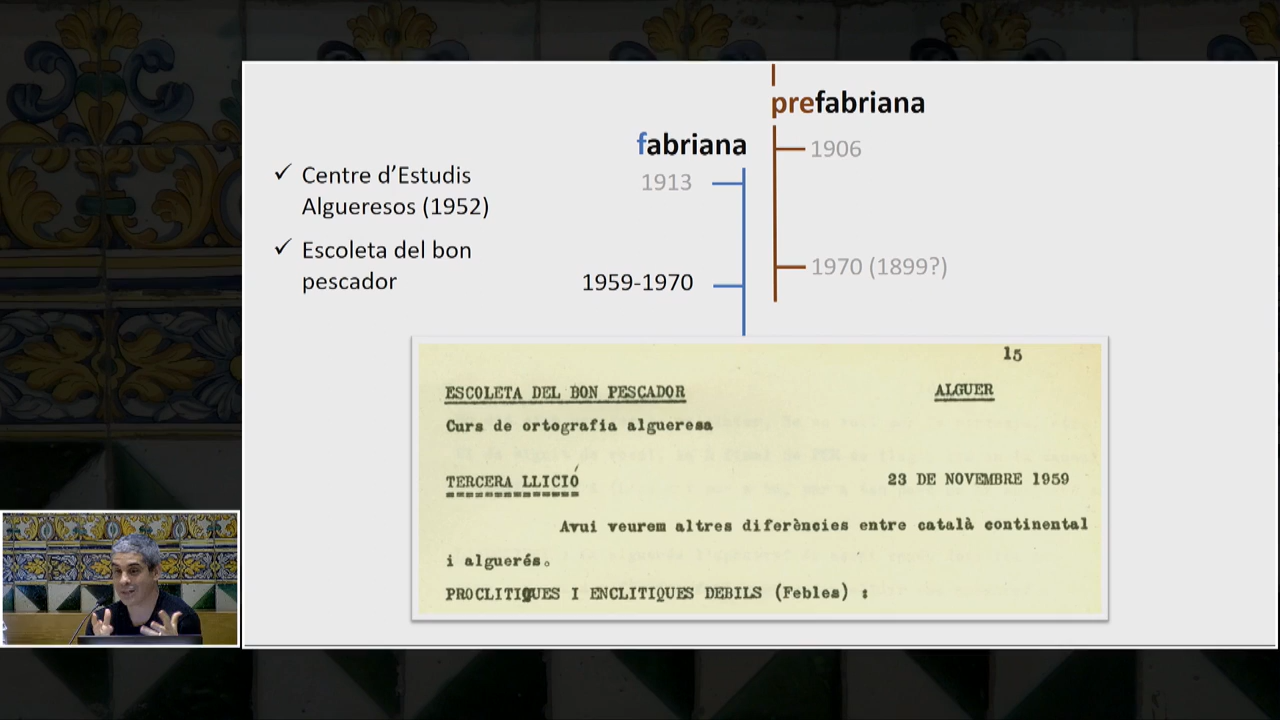 prefabriana
fabriana
1906
1913
✓ Centre d’Estudis
Algueresos (1952)
✓ Escoleta del bon
pescador
1970 (1899?)
1959-1970
15
ESCOLETA DEL BON PESCADOR
ALGUER
Curs de ortografia algueresa
TERCERA LLICIÓ
23 DE NOVEMBRE 1959
Avui veurem altres diferències entre català continental
i alguerés.
PROCLITIQUES I ENCLITIQUES DEBILS (Febles) :